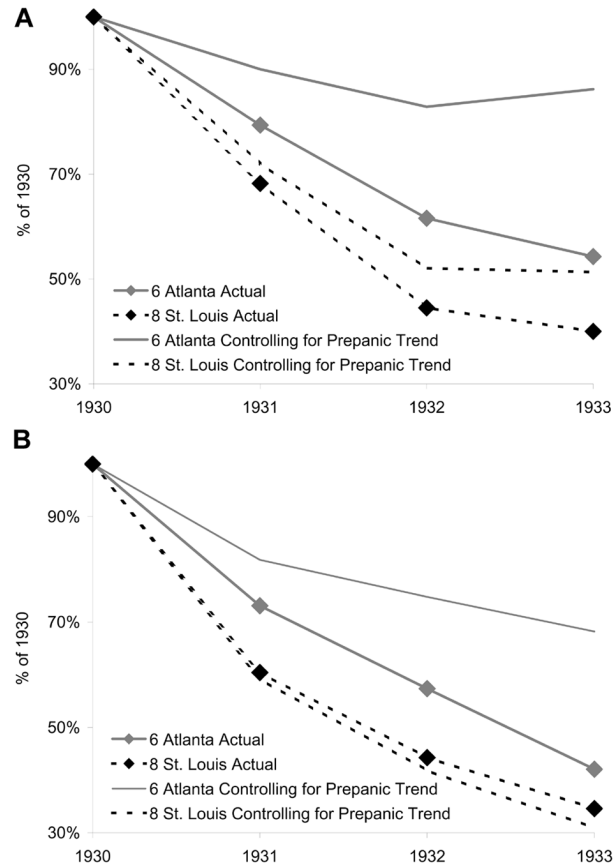 A
90%
70%
50%
30%
% of 1930
6 Atlanta Actual
8 St. Louis Actual
6 Atlanta Controlling for Prepanic Trend
8 St. Louis Controlling for Prepanic Trend
1930 1931 1932 1933
B
90%
70%
50%
30%
% of 1930
6 Atlanta Actual
8 St. Louis Actual
6 Atlanta Controlling for Prepanic Trend
8 St. Louis Controlling for Prepanic Trend
1930 1931 1932 1933